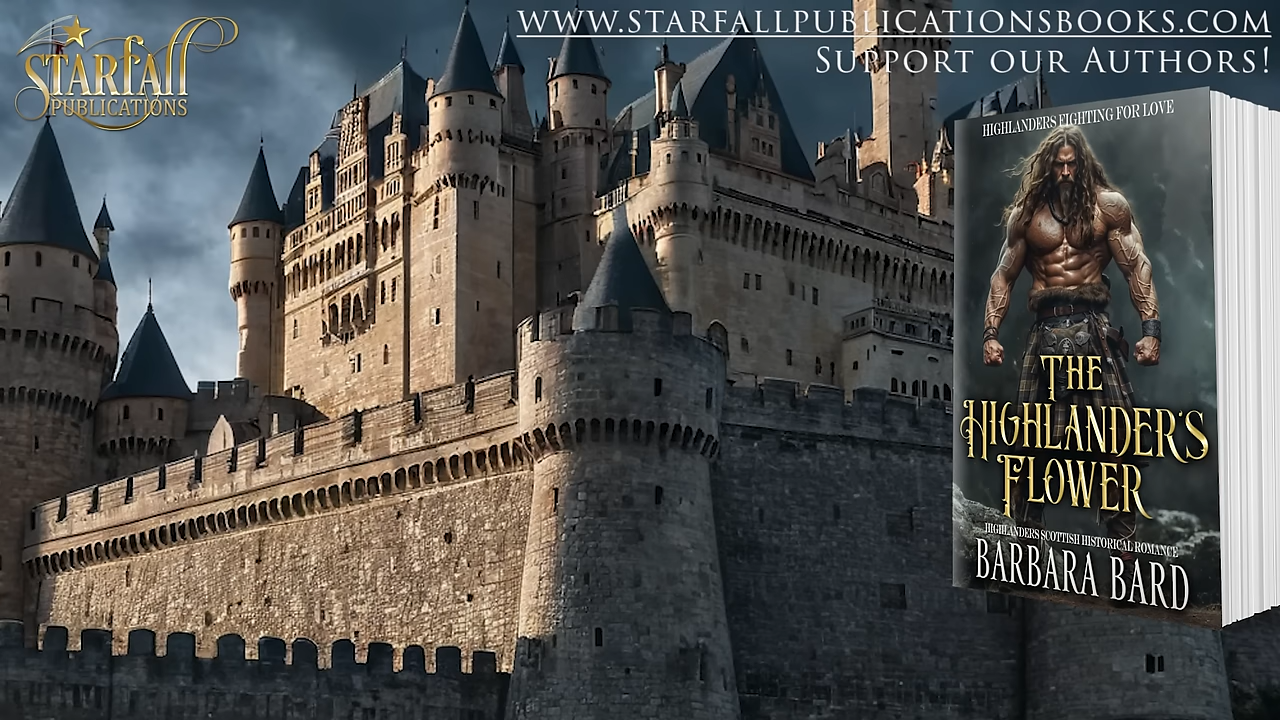 STARfall
PUBLICATIONS
WWW.STARFALLPUBLICATIONSBOOKS.COM
SUPPORT OUR AUTHORS!
HIGHLANDERS FIGHTING FOR LOVE
THE
HIGHLANDER'S
FLOWER
HIGHLANDERS SCOTTISH HISTORICAL ROMANCE
BARBARA BARD